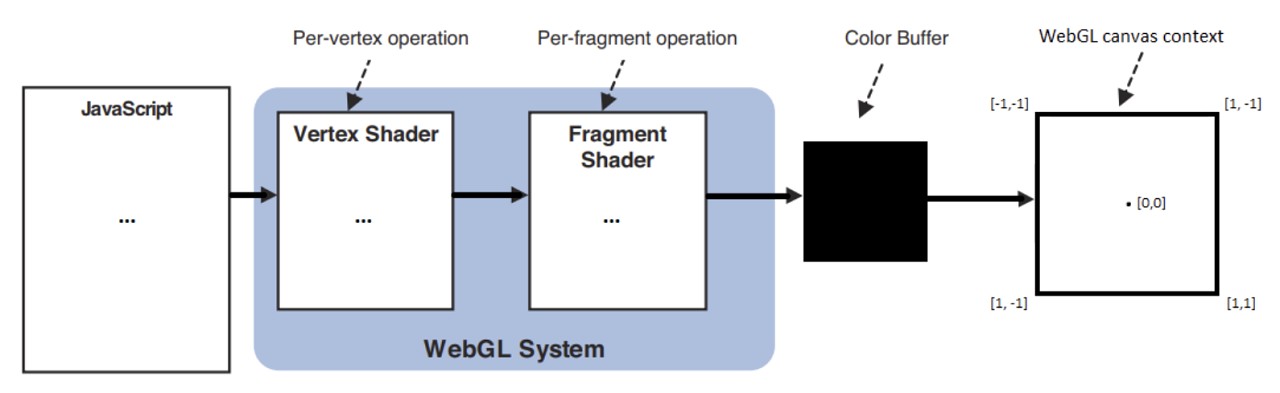 Per-vertex operation
Per-fragment operation
Color Buffer
WebGL canvas context
JavaScript
...
Vertex Shader
...
Fragment
Shader
...
WebGL System
[-1,-1]
[1, -1]
[0,0]
[1, -1]
[1,1]